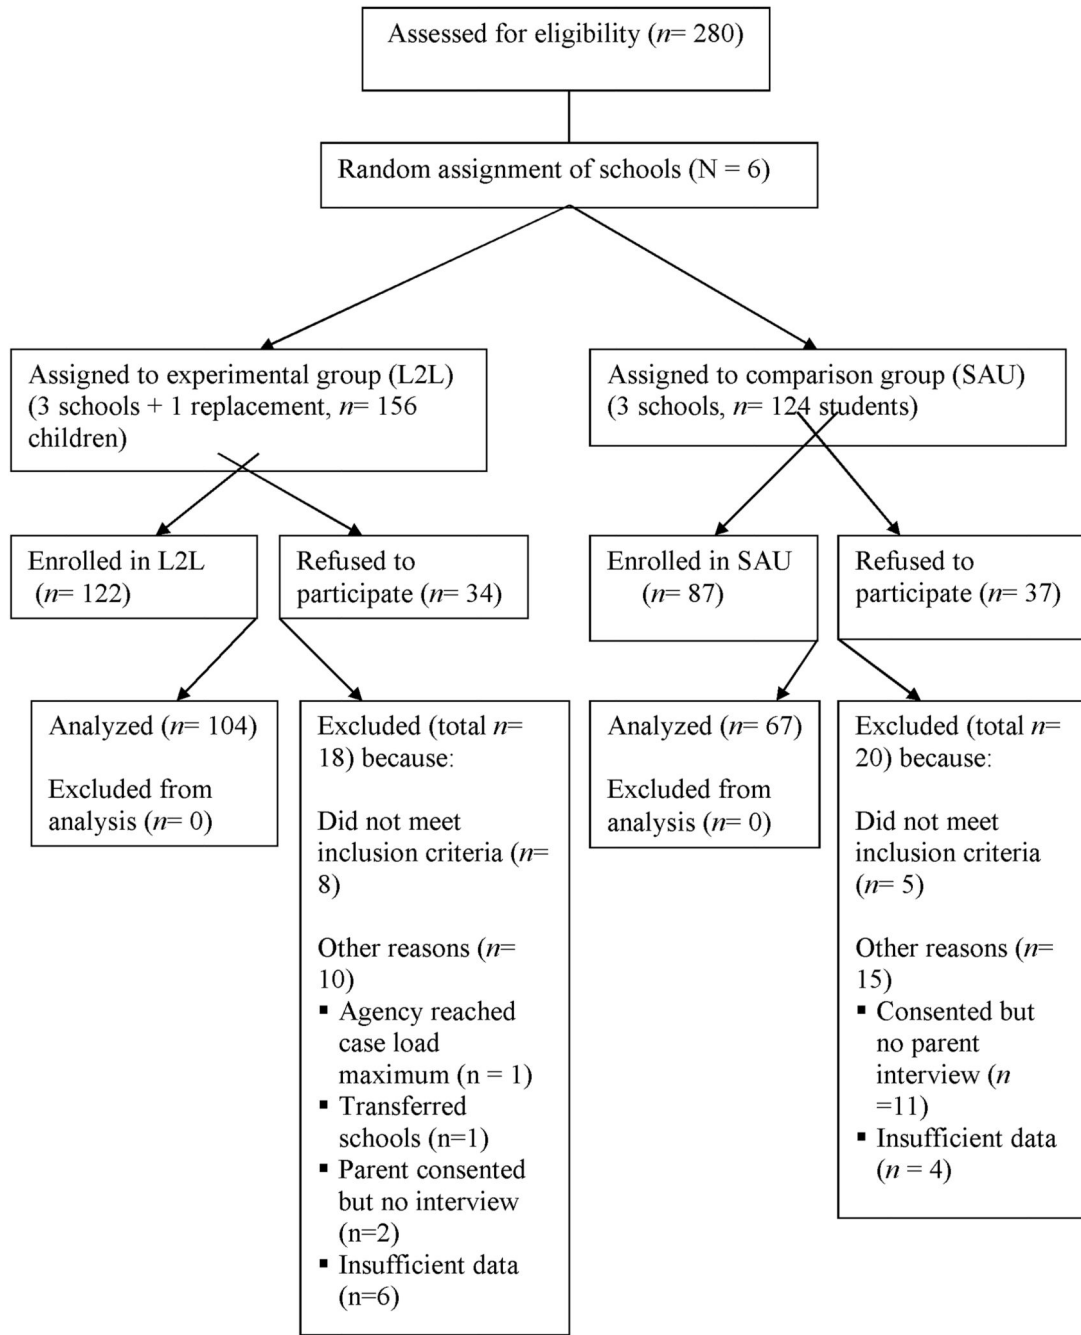 Assessed for eligibility (n= 280)
Random assignment of schools (N = 6)
Assigned to experimental group (L2L)
(3 schools + 1 replacement, n= 156
children)
Assigned to comparison group (SAU)
(3 schools, n= 124 students)
Enrolled in L2L
(n= 122)
Refused to
participate (n= 34)
Enrolled in SAU
(n= 87)
Refused to
participate (n= 37)
Analyzed (n= 104)
Excluded from
analysis (n= 0)
Excluded (total n=
18) because:
Did not meet
inclusion criteria (n=
8)
Other reasons (n=
10)
▪ Agency reached
case load
maximum (n = 1)
▪ Transferred
schools (n=1)
▪ Parent consented
but no interview
(n=2)
▪ Insufficient data
(n=6)
Analyzed (n= 67)
Excluded from
analysis (n= 0)
Excluded (total n=
20) because:
Did not meet
inclusion criteria
(n= 5)
Other reasons (n=
15)
▪ Consented but
no parent
interview (n
=11)
▪ Insufficient data
(n = 4)